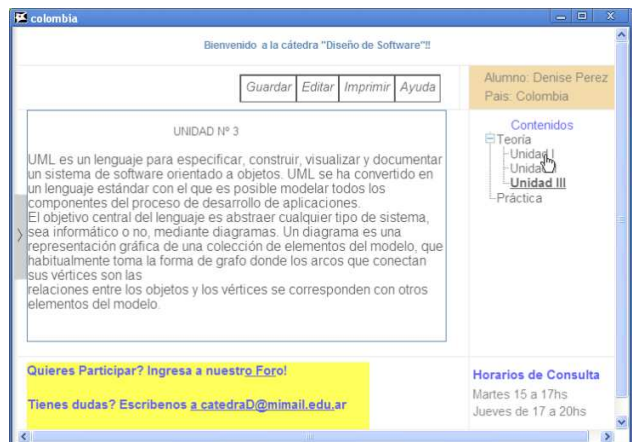 colombia
Bienvenido a la cátedra "Diseño de Software"!!
Guardar Editar Imprimir Ayuda
Alumno: Denise Perez
Pais: Colombia
UNIDAD Nº 3
UML es un lenguaje para especificar, construir, visualizar y documentar
un sistema de software orientado a objetos. UML se ha convertido en
un lenguaje estándar con el que es posible modelar todos los
componentes del proceso de desarrollo de aplicaciones.
El objetivo central del lenguaje es abstraer cualquier tipo de sistema,
sea informático o no, mediante diagramas. Un diagrama es una
representación gráfica de una colección de elementos del modelo, que
habitualmente toma la forma de grafo donde los arcos que conectan
sus vértices son las
relaciones entre los objetos y los vértices se corresponden con otros
elementos del modelo.
Contenidos
Teoría
Unidad I
Unidad
Unidad III
Práctica
Quieres Participar? Ingresa a nuestro Foro!
Tienes dudas? Escribenos a catedraD@mimail.edu.ar
Horarios de Consulta
Martes 15 a 17hs
Jueves de 17 a 20hs